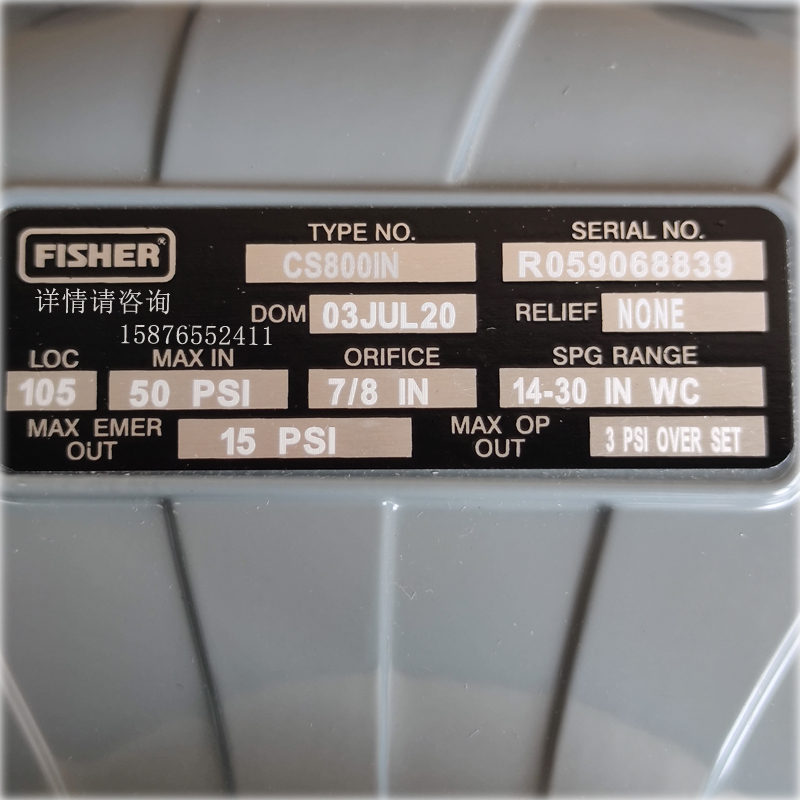 FISHER®
TYPE NO.
CS800IN
SERIAL NO.
R059068839
详情请咨询
15876552411
DOM 03JUL20
RELIEF NONE
LOC
105
MAX IN
50 PSI
ORIFICE
7/8 IN
SPG RANGE
14-30 IN WC
MAX EMER
OUT
15 PSI
MAX OP
OUT
3 PSI OVER SET